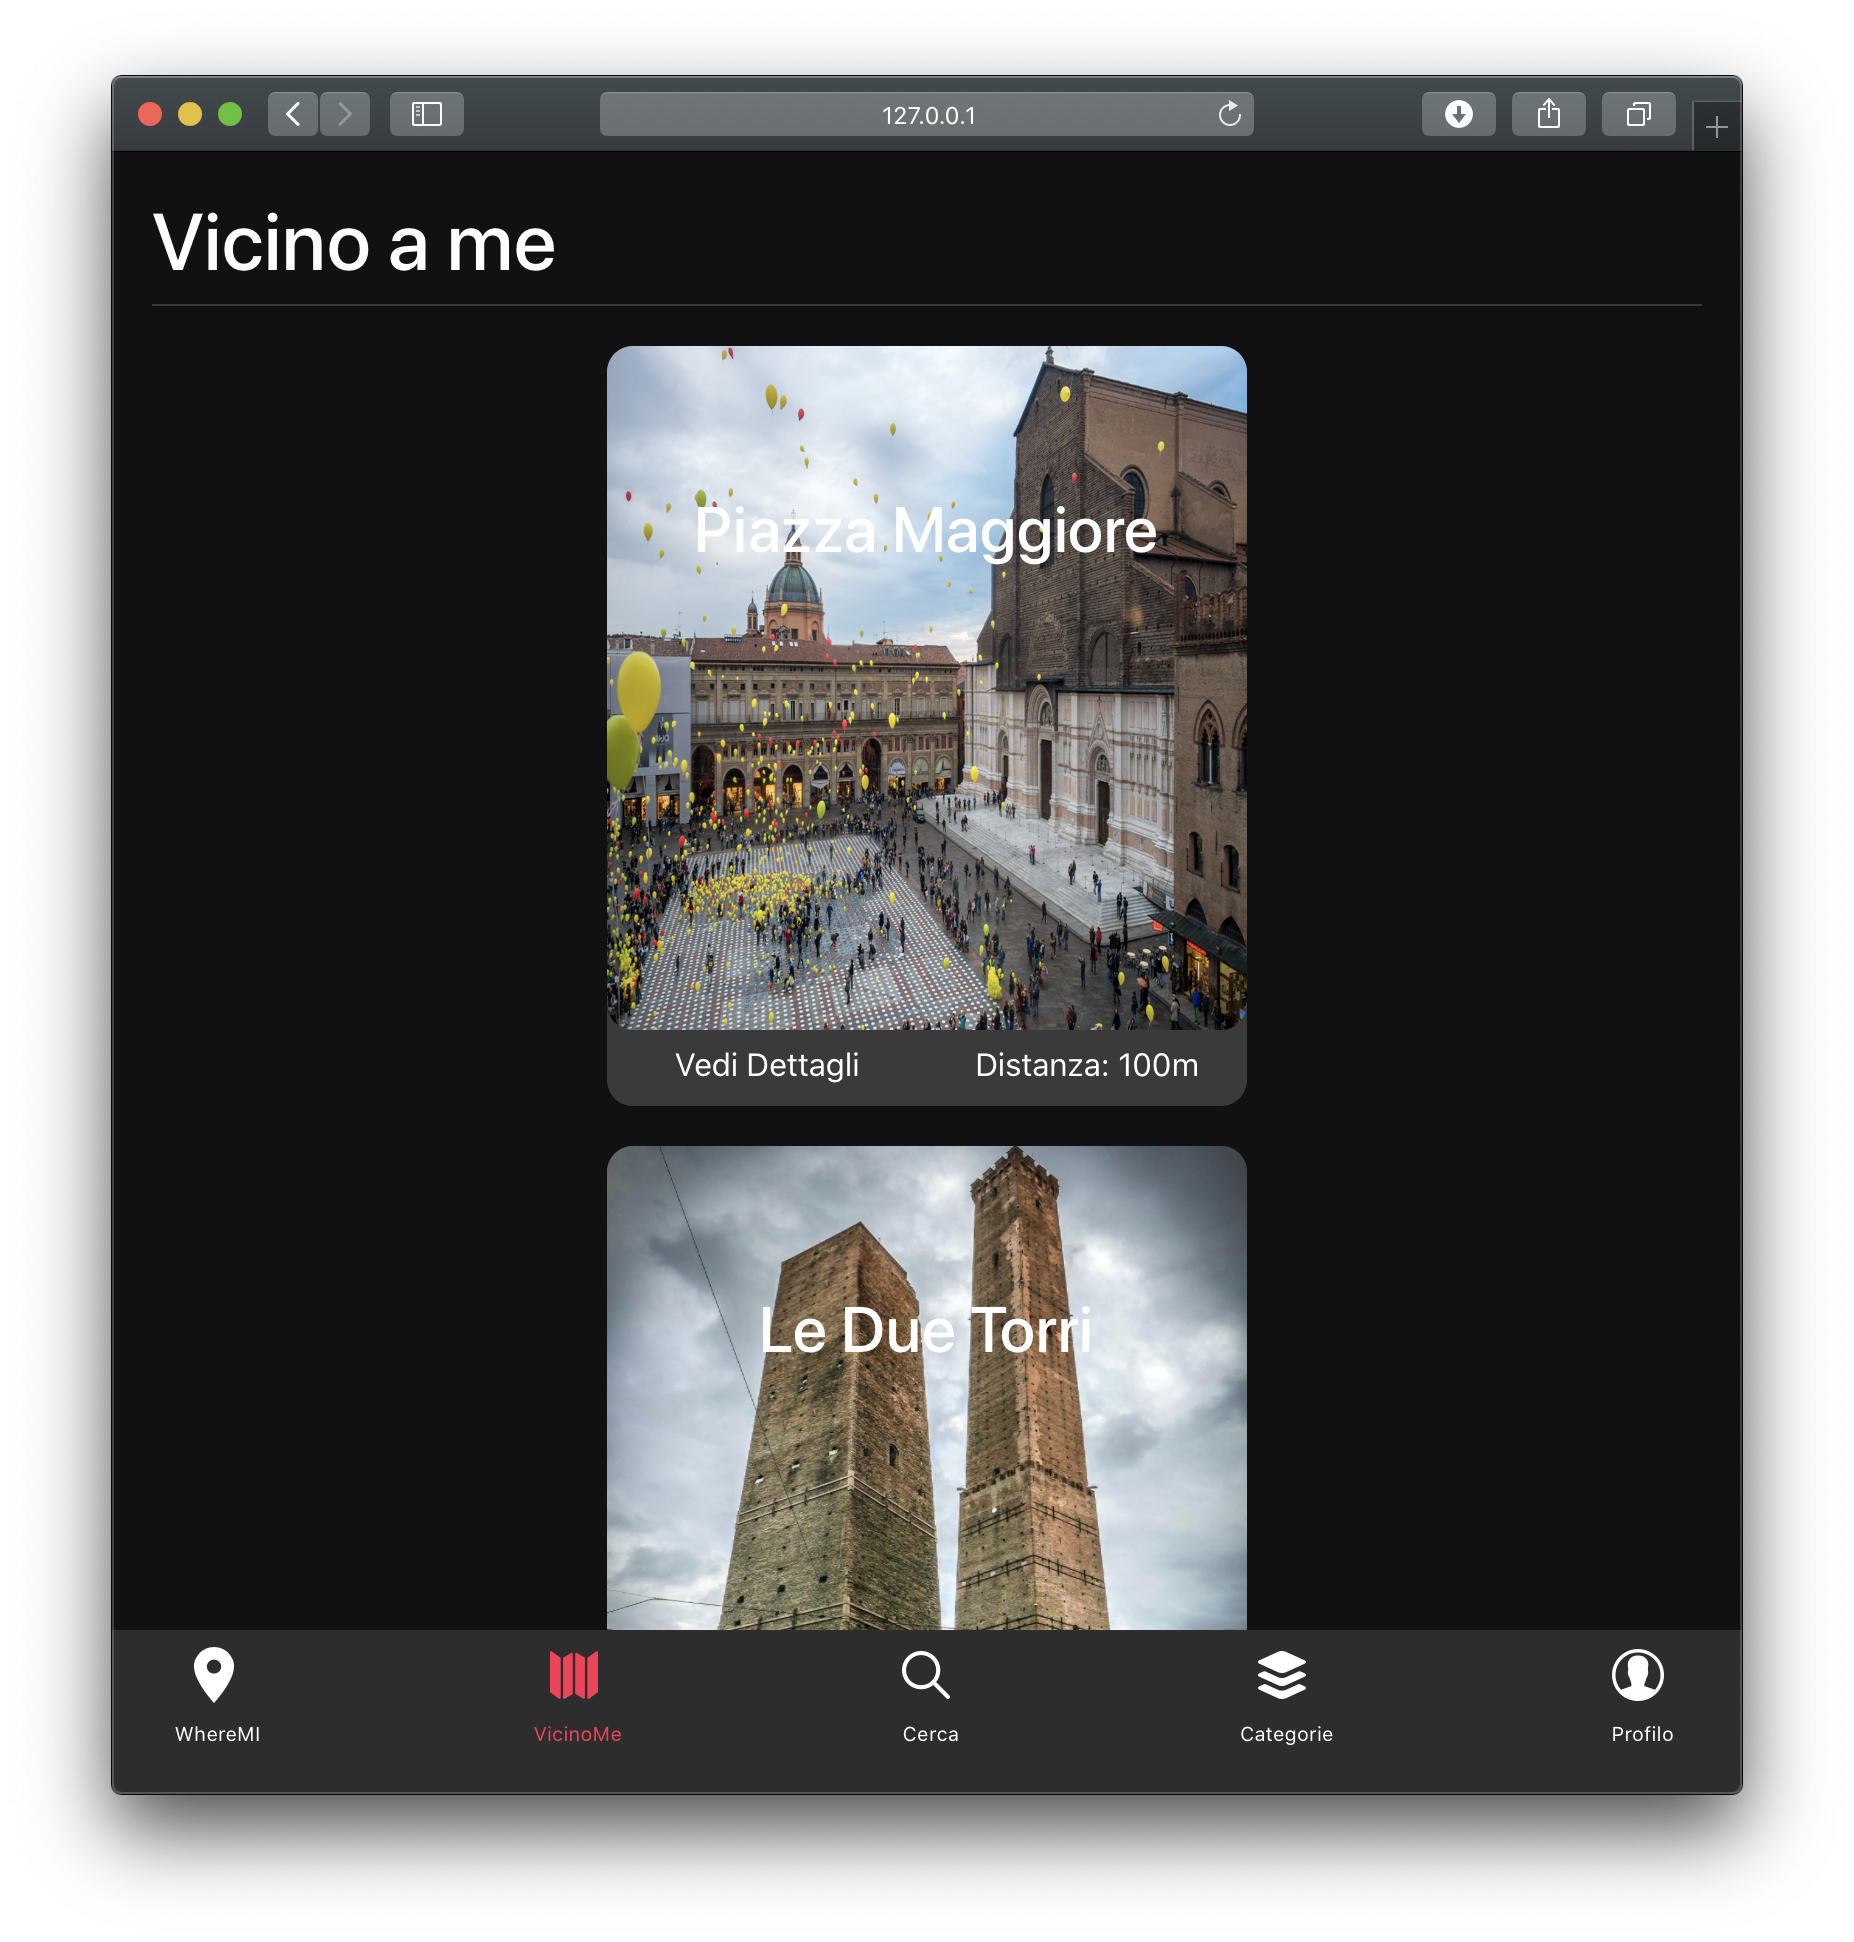 127.0.0.1
Vicino a me
Piazza Maggiore
Vedi Dettagli Distanza: 100m
Le Due Torri
WhereMI VicinoMe Cerca Categorie Profilo